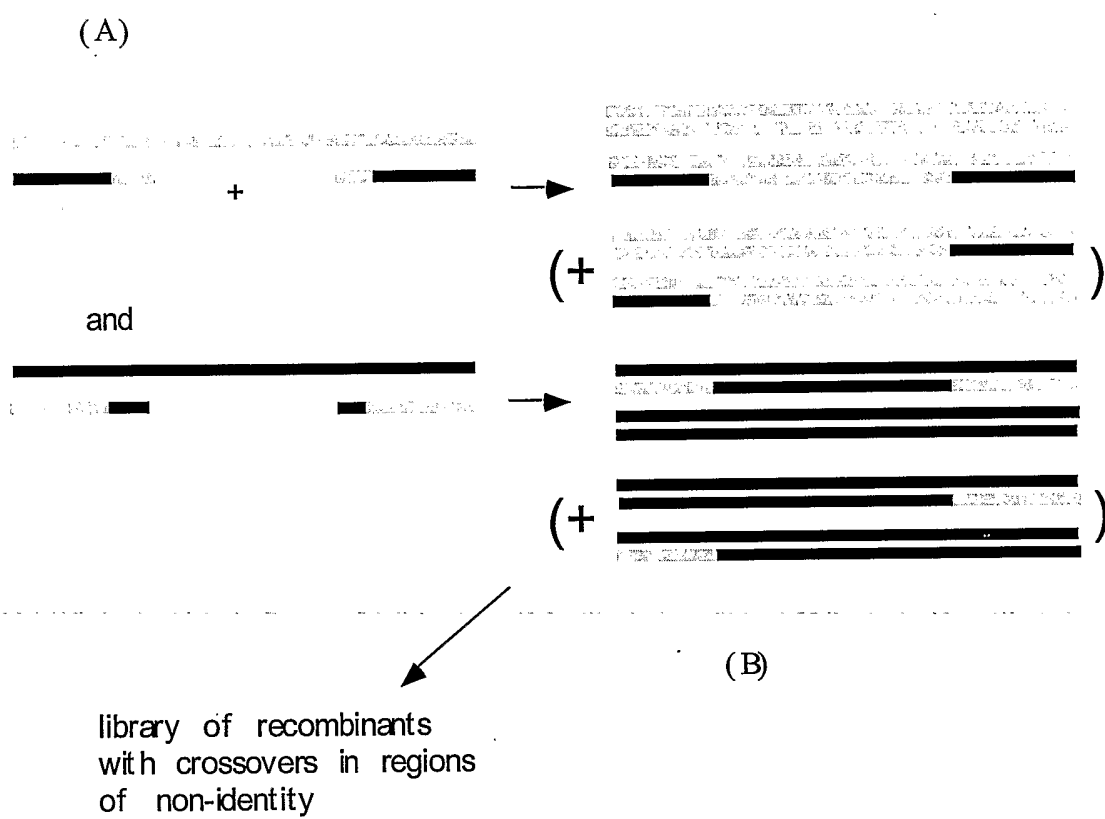 (A)
+
(+
)
and
(+
)
(B)
library of recombinants
with crossovers in regions
of non-identity